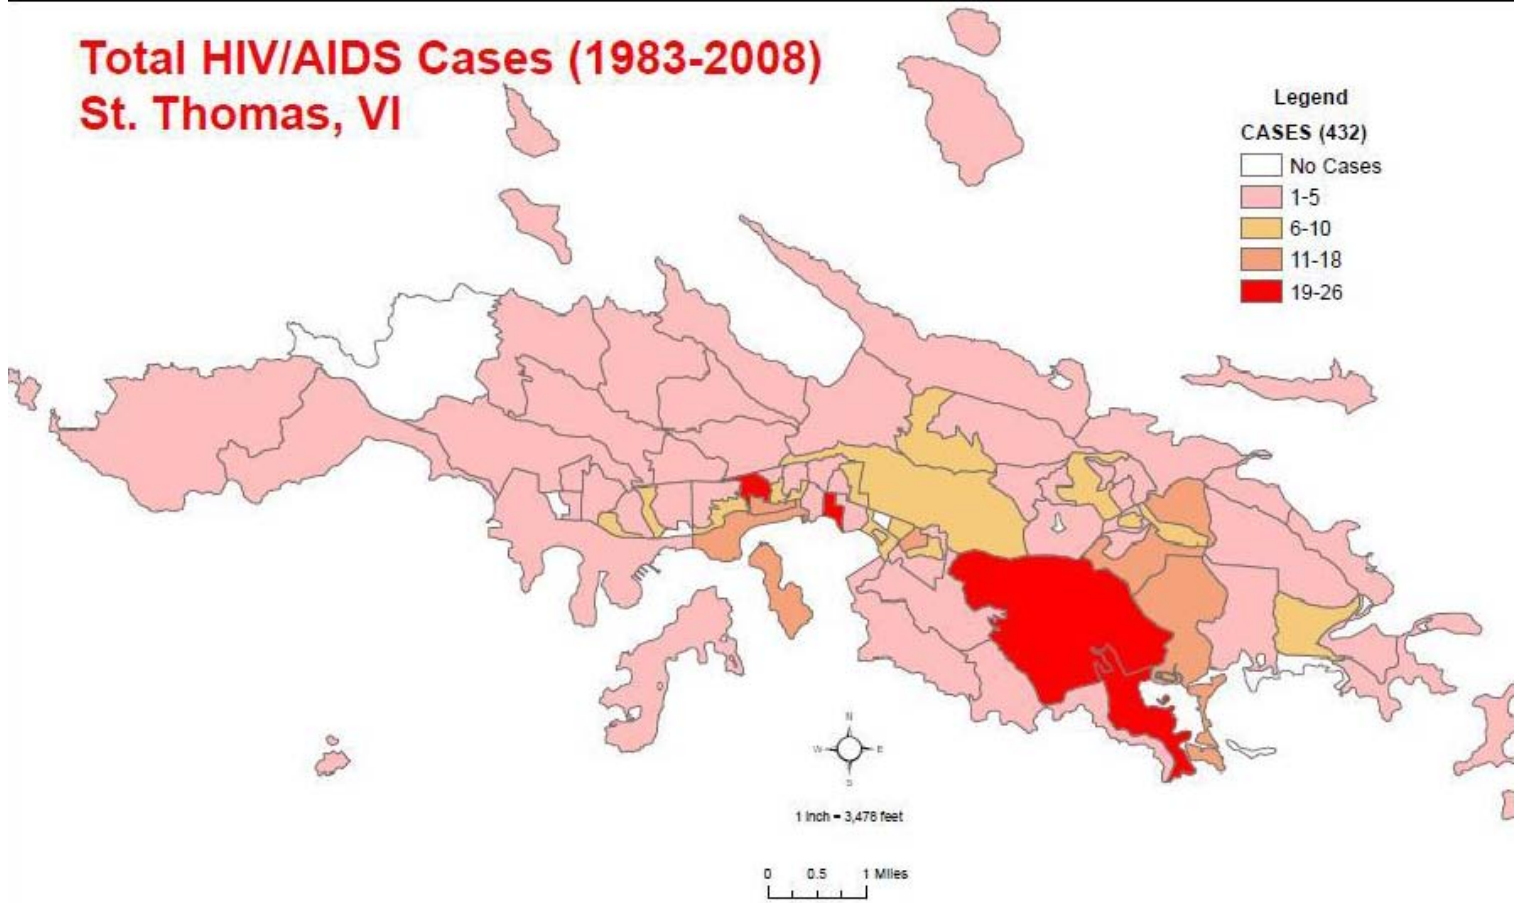 Total HIV/AIDS Cases (1983-2008)
St. Thomas, VI
Legend
CASES (432)
No Cases
1-5
6-10
11-18
19-26
N
W
E
S
1 inch = 3,478 feet
0 0.5 1 Miles